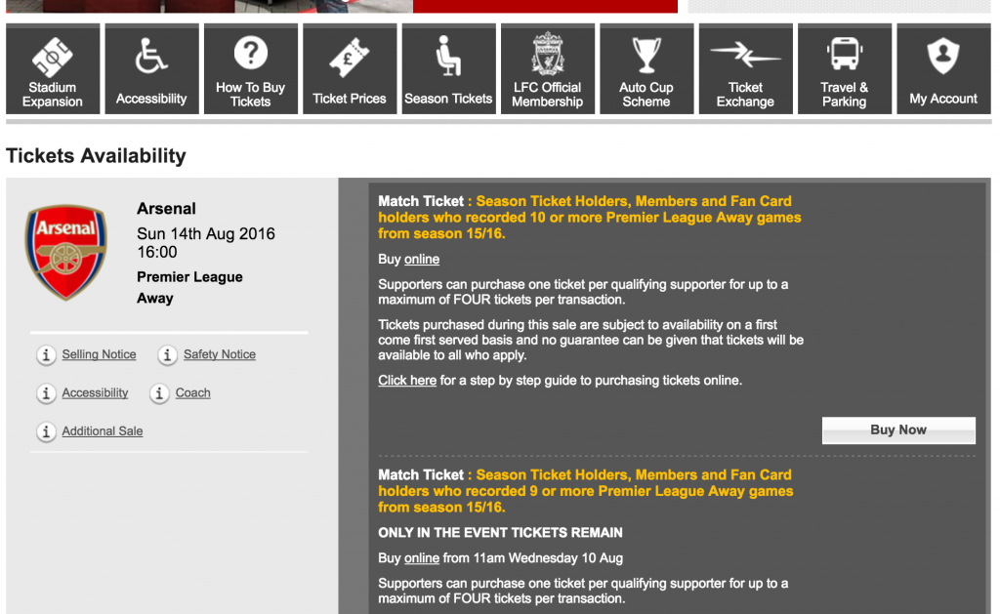 Stadium
Expansion
Accessibility
How To Buy
Tickets
Ticket Prices
Season Tickets
LFC Official
Membership
Auto Cup
Scheme
Ticket
Exchange
Travel &
Parking
My Account
Tickets Availability
Arsenal
Arsenal
Sun 14th Aug 2016
16:00
Premier League
Away
Selling Notice
Safety Notice
Accessibility
Coach
Additional Sale
Match Ticket : Season Ticket Holders, Members and Fan Card
holders who recorded 10 or more Premier League Away games
from season 15/16.
Buy online
Supporters can purchase one ticket per qualifying supporter for up to a
maximum of FOUR tickets per transaction.
Tickets purchased during this sale are subject to availability on a first
come first served basis and no guarantee can be given that tickets will be
available to all who apply.
Click here for a step by step guide to purchasing tickets online.
Buy Now
Match Ticket : Season Ticket Holders, Members and Fan Card
holders who recorded 9 or more Premier League Away games
from season 15/16.
ONLY IN THE EVENT TICKETS REMAIN
Buy online from 11am Wednesday 10 Aug
Supporters can purchase one ticket per qualifying supporter for up to a
maximum of FOUR tickets per transaction.